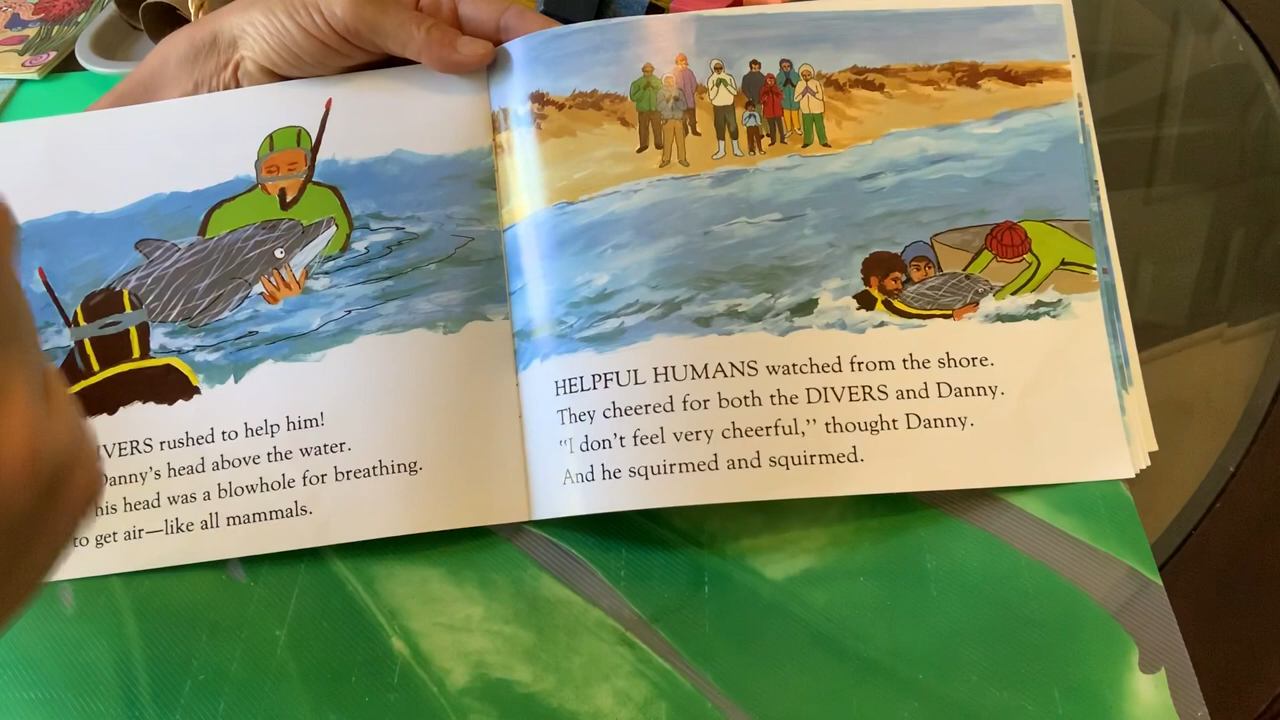 rushed to help him!
Danny's head above the water.
his head was a blowhole for breathing.
to get air—like all mammals.
HELPFUL HUMANS watched from the shore.
They cheered for both the DIVERS and Danny.
"I don't feel very cheerful," thought Danny.
And he squirmed and squirmed.